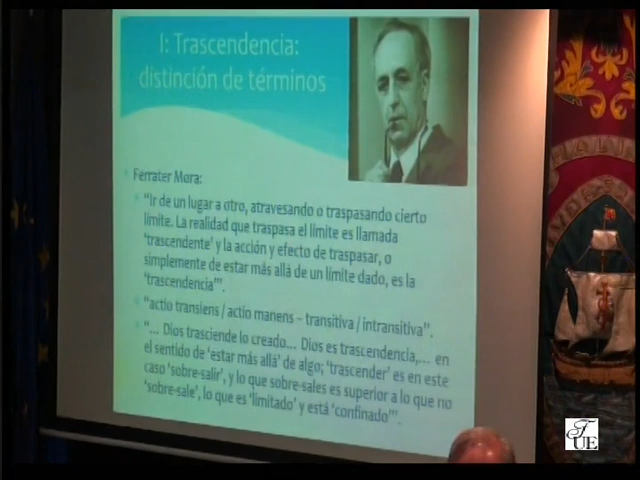 I: Trascendencia:
distinción de términos
Ferrater Mora:
“Ir de un lugar a otro, atravesando o traspasando cierto
límite. La realidad que traspasa el límite es llamada
‘trascendente’ y la acción y efecto de traspasar, o
simplemente de estar más allá de un límite dado, es la
‘trascendencia’”.
“actio transiens / actio manens – transitiva / intransitiva”.
“... Dios trasciende lo creado... Dios es trascendencia,... en
el sentido de ‘estar más allá’ de algo; ‘trascender’ es en este
caso ‘sobre-salir’, y lo que sobre-sales es superior a lo que no
‘sobre-sale’, lo que es ‘limitado’ y está ‘confinado’”.
FUE